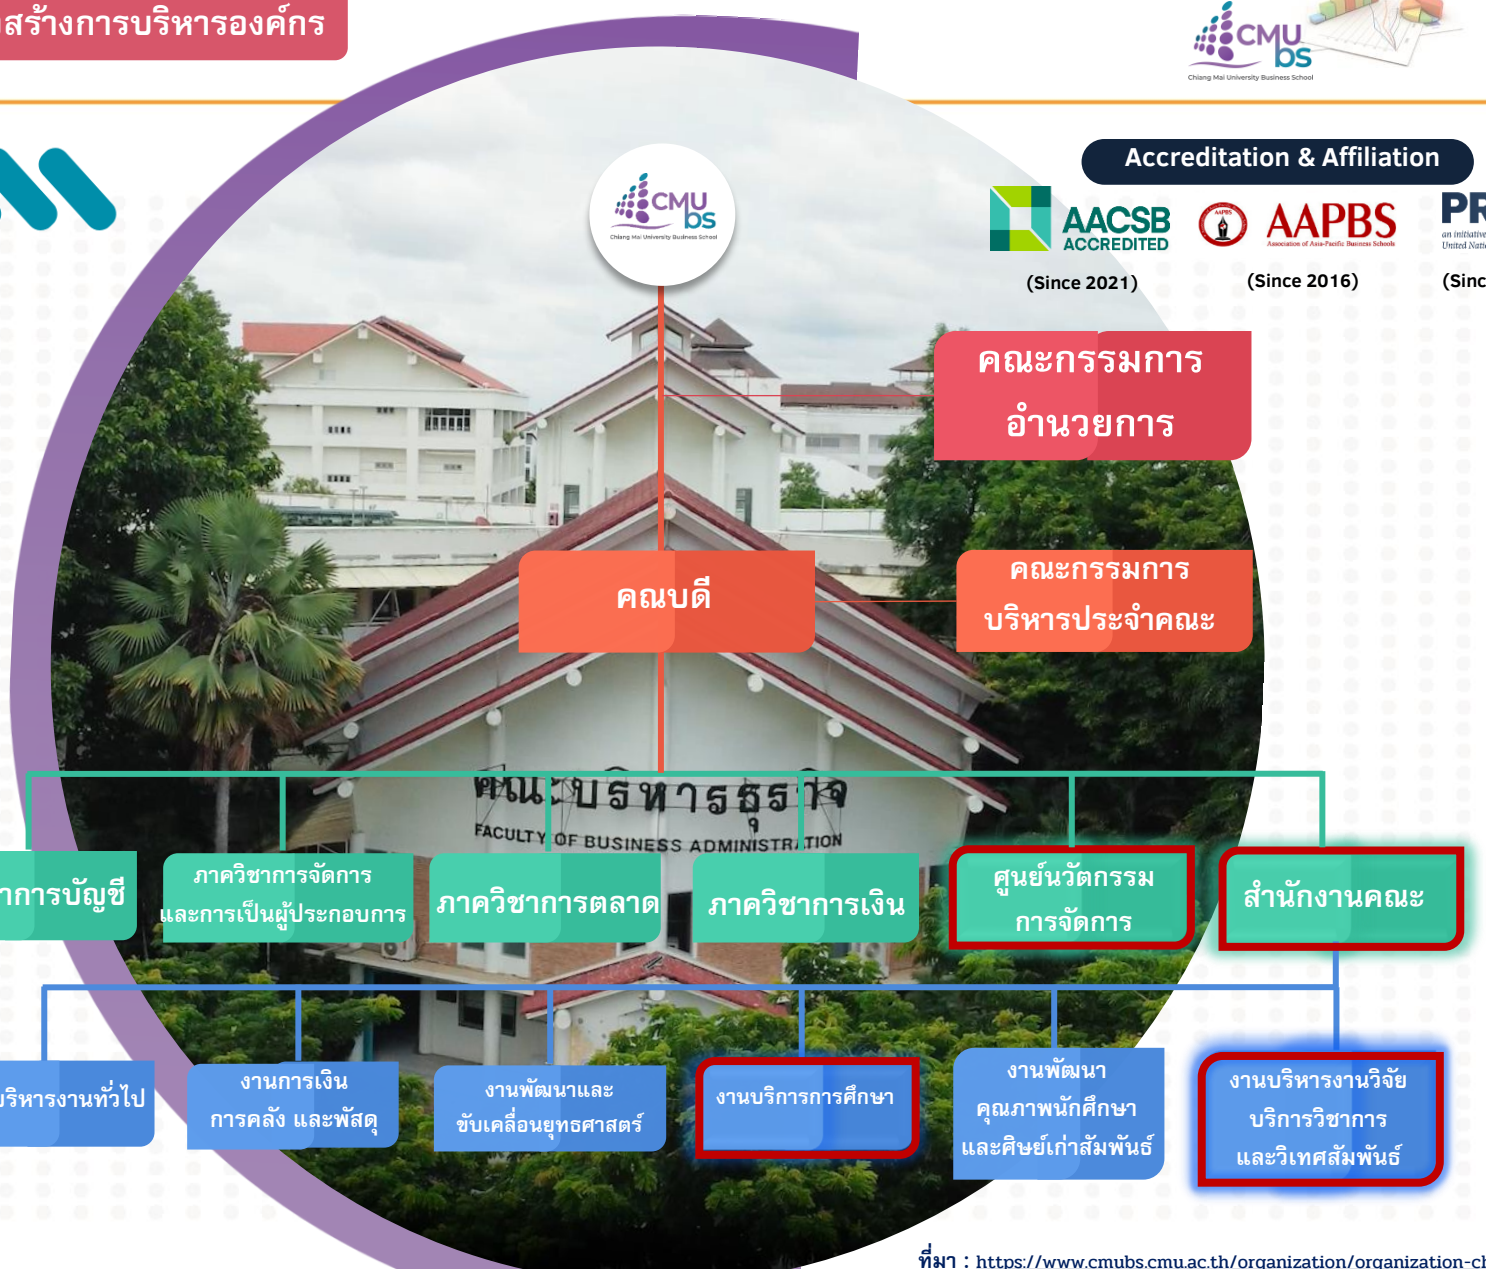 สร้างการบริหารองค์กร
CMU
bs
Chiang Mai University Business School
Accreditation & Affiliation
AACSB
ACCREDITED
(Since 2021)
AAPBS
AAPBS
Association of Asia-Pacific Business Schools
(Since 2016)
PR
an initiative
United Nati
(Sinc
CMU
bs
Chiang Mai University Business School
คณะกรรมการ
อำนวยการ
คณบดี
คณะกรรมการ
บริหารประจำคณะ
คณะบริหารธุรกิจ
FACULTY OF BUSINESS ADMINISTRATION
าการบัญชี
ภาควิชาการจัดการ
และการเป็นผู้ประกอบการ
ภาควิชาการตลาด
ภาควิชาการเงิน
ศูนย์นวัตกรรม
การจัดการ
สำนักงานคณะ
บริหารงานทั่วไป
งานการเงิน
การคลัง และพัสดุ
งานพัฒนาและ
ขับเคลื่อนยุทธศาสตร์
งานบริการการศึกษา
งานพัฒนา
คุณภาพนักศึกษา
และศิษย์เก่าสัมพันธ์
งานบริหารงานวิจัย
บริการวิชาการ
และวิเทศสัมพันธ์
ที่มา : https://www.cmubs.cmu.ac.th/organization/organization-ch